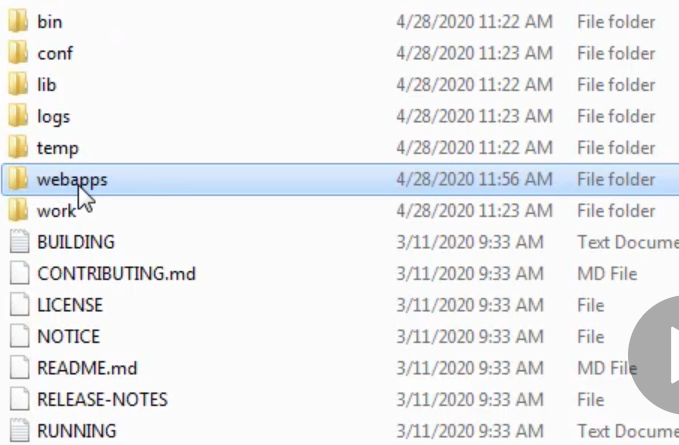 bin 4/28/2020 11:22 AM File folder
conf 4/28/2020 11:23 AM File folder
lib 4/28/2020 11:22 AM File folder
logs 4/28/2020 11:23 AM File folder
temp 4/28/2020 11:22 AM File folder
webapps 4/28/2020 11:56 AM File folder
work 4/28/2020 11:23 AM File folder
BUILDING 3/11/2020 9:33 AM Text Docume
CONTRIBUTING.md 3/11/2020 9:33 AM MD File
LICENSE 3/11/2020 9:33 AM File
NOTICE 3/11/2020 9:33 AM File
README.md 3/11/2020 9:33 AM MD File
RELEASE-NOTES 3/11/2020 9:33 AM File
RUNNING 3/11/2020 9:33 AM Text Docume